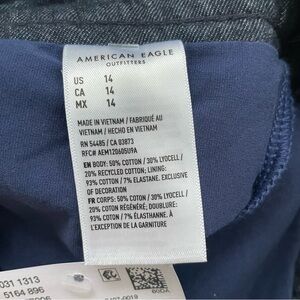 AMERICAN EAGLE
OUTFITTERS
US 14
CA 14
MX 14
MADE IN VIETNAM / FABRIQUÉ AU
VIETNAM / HECHO EN VIETNAM
RN 54485 / CA 03873
RFC# AEM120605U9A
EN BODY: 50% COTTON / 30% LYOCELL /
20% RECYCLED COTTON; LINING:
93% COTTON / 7% ELASTANE. EXCLUSIVE
OF DECORATION
FR CORPS: 50% COTON / 30% LYOCELL /
20% COTON RÉGÉNÉRÉ; DOUBLURE:
93% COTON / 7% ÉLASTHANNE. À
L'EXCEPTION DE LA GARNITURE
031 1313
5164 896